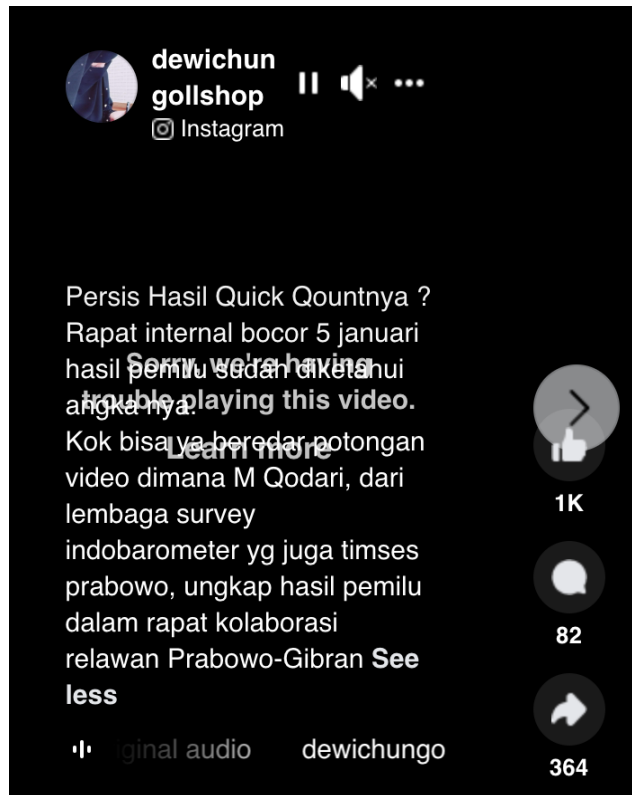 dewichun
gollshop
Instagram
Persis Hasil Quick Qountnya ?
Rapat internal bocor 5 januari
hasil pemilu sudah diketahui
angka nya.
Kok bisa ya beredar potongan
video dimana M Qodari, dari
lembaga survey
indobarometer yg juga timses
prabowo, ungkap hasil pemilu
dalam rapat kolaborasi
relawan Prabowo-Gibran See
less
Sorry, we're having
trouble playing this video.
Learn more
1K
82
364
iginal audio dewichungo